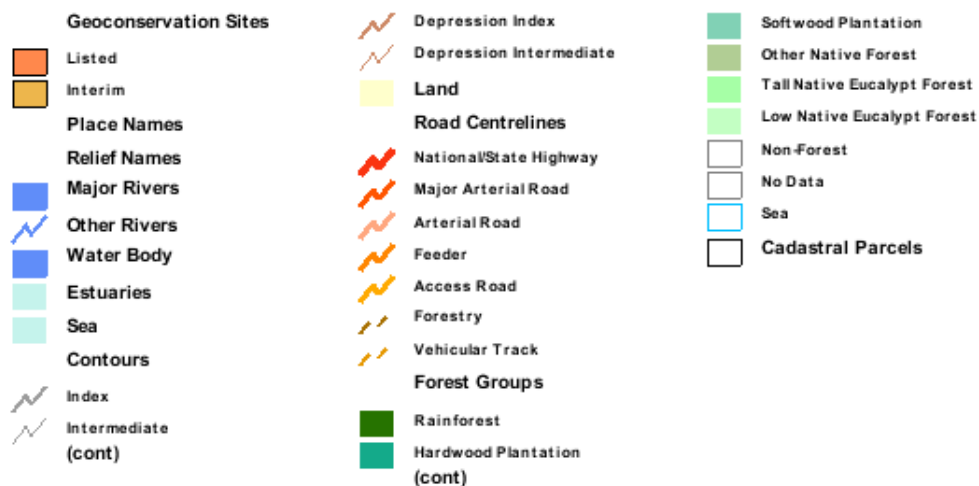 Geoconservation Sites
Listed
Interim
Place Names
Relief Names
Major Rivers
Other Rivers
Water Body
Estuaries
Sea
Contours
Index
Intermediate
(cont)
Depression Index
Depression Intermediate
Land
Road Centrelines
National/State Highway
Major Arterial Road
Arterial Road
Feeder
Access Road
Forestry
Vehicular Track
Forest Groups
Rainforest
Hardwood Plantation
(cont)
Softwood Plantation
Other Native Forest
Tall Native Eucalypt Forest
Low Native Eucalypt Forest
Non-Forest
No Data
Sea
Cadastral Parcels